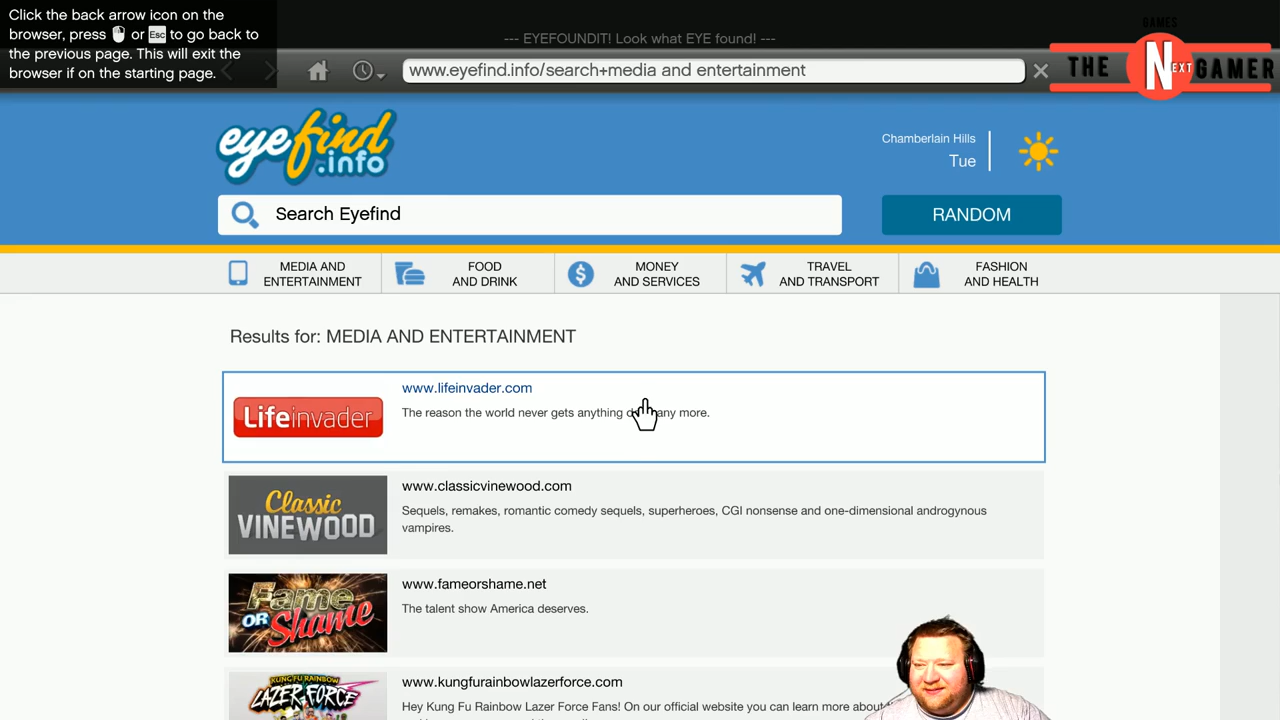 Click the back arrow icon on the
browser, press or Esc to go back to
the previous page. This will exit the
browser if on the starting page.
--- EYEFOUNDIT! Look what EYE found! ---
www.eyefind.info/search+media and entertainment
GAMES
THE NEXT GAMER
eyefind
.info
Chamberlain Hills
Tue
Search Eyefind
RANDOM
MEDIA AND
ENTERTAINMENT
FOOD
AND DRINK
MONEY
AND SERVICES
TRAVEL
AND TRANSPORT
FASHION
AND HEALTH
Results for: MEDIA AND ENTERTAINMENT
Lifeinvader
www.lifeinvader.com
The reason the world never gets anything any more.
Classic
VINEWOOD
www.classicvinewood.com
Sequels, remakes, romantic comedy sequels, superheroes, CGI nonsense and one-dimensional androgynous
vampires.
Fame
OR Shame
www.fameorshame.net
The talent show America deserves.
KUNG FU RAINBOW
LAZER FORCE
www.kungfurainbowlazerforce.com
Hey Kung Fu Rainbow Lazer Force Fans! On our official website you can learn more about